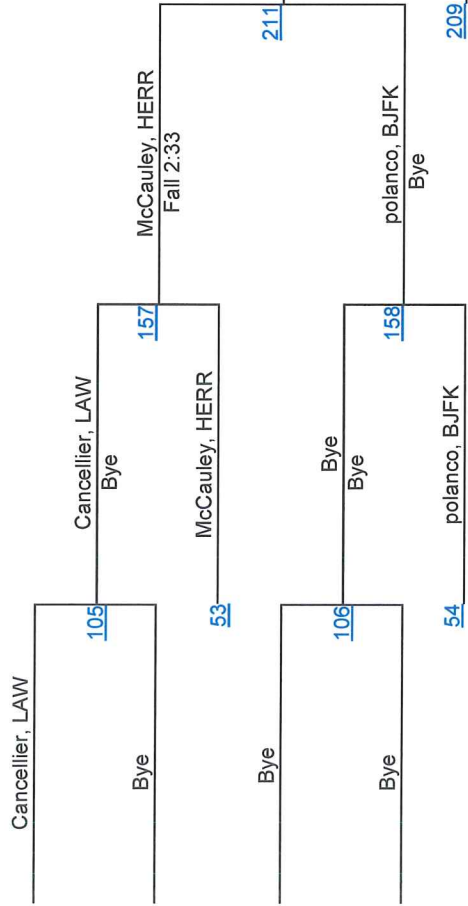 Cancellier, LAW
Bye
105
Cancellier, LAW
Bye
53
McCauley, HERR
157
McCauley, HERR
Fall 2:33
Bye
Bye
106
Bye
Bye
54
polanco, BJFK
158
polanco, BJFK
Bye
211
209